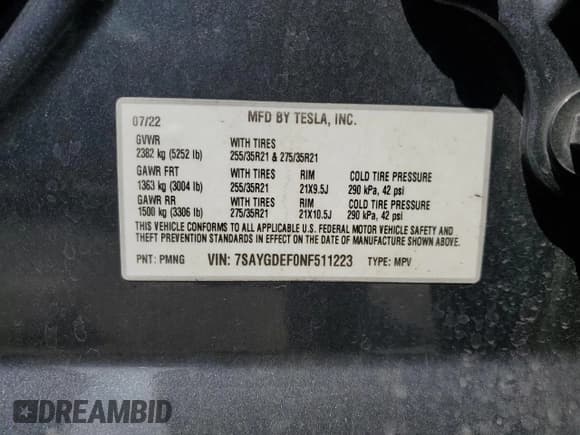 07/22 MFD BY TESLA, INC.
GVWR WITH TIRES
2382 kg (5252 lb) 255/35R21 & 275/35R21
GAWR FRT WITH TIRES RIM COLD TIRE PRESSURE
1363 kg (3004 lb) 255/35R21 21X9.5J 290 kPa, 42 psi
GAWR RR WITH TIRES RIM COLD TIRE PRESSURE
1500 kg (3306 lb) 275/35R21 21X10.5J 290 kPa, 42 psi
THIS VEHICLE CONFORMS TO ALL APPLICABLE U.S. FEDERAL MOTOR VEHICLE SAFETY AND
THEFT PREVENTION STANDARDS IN EFFECT ON THE DATE OF MANUFACTURE SHOWN ABOVE.
PNT: PMNG VIN: 7SAYGDEF0NF511223 TYPE: MPV
DREAMBID